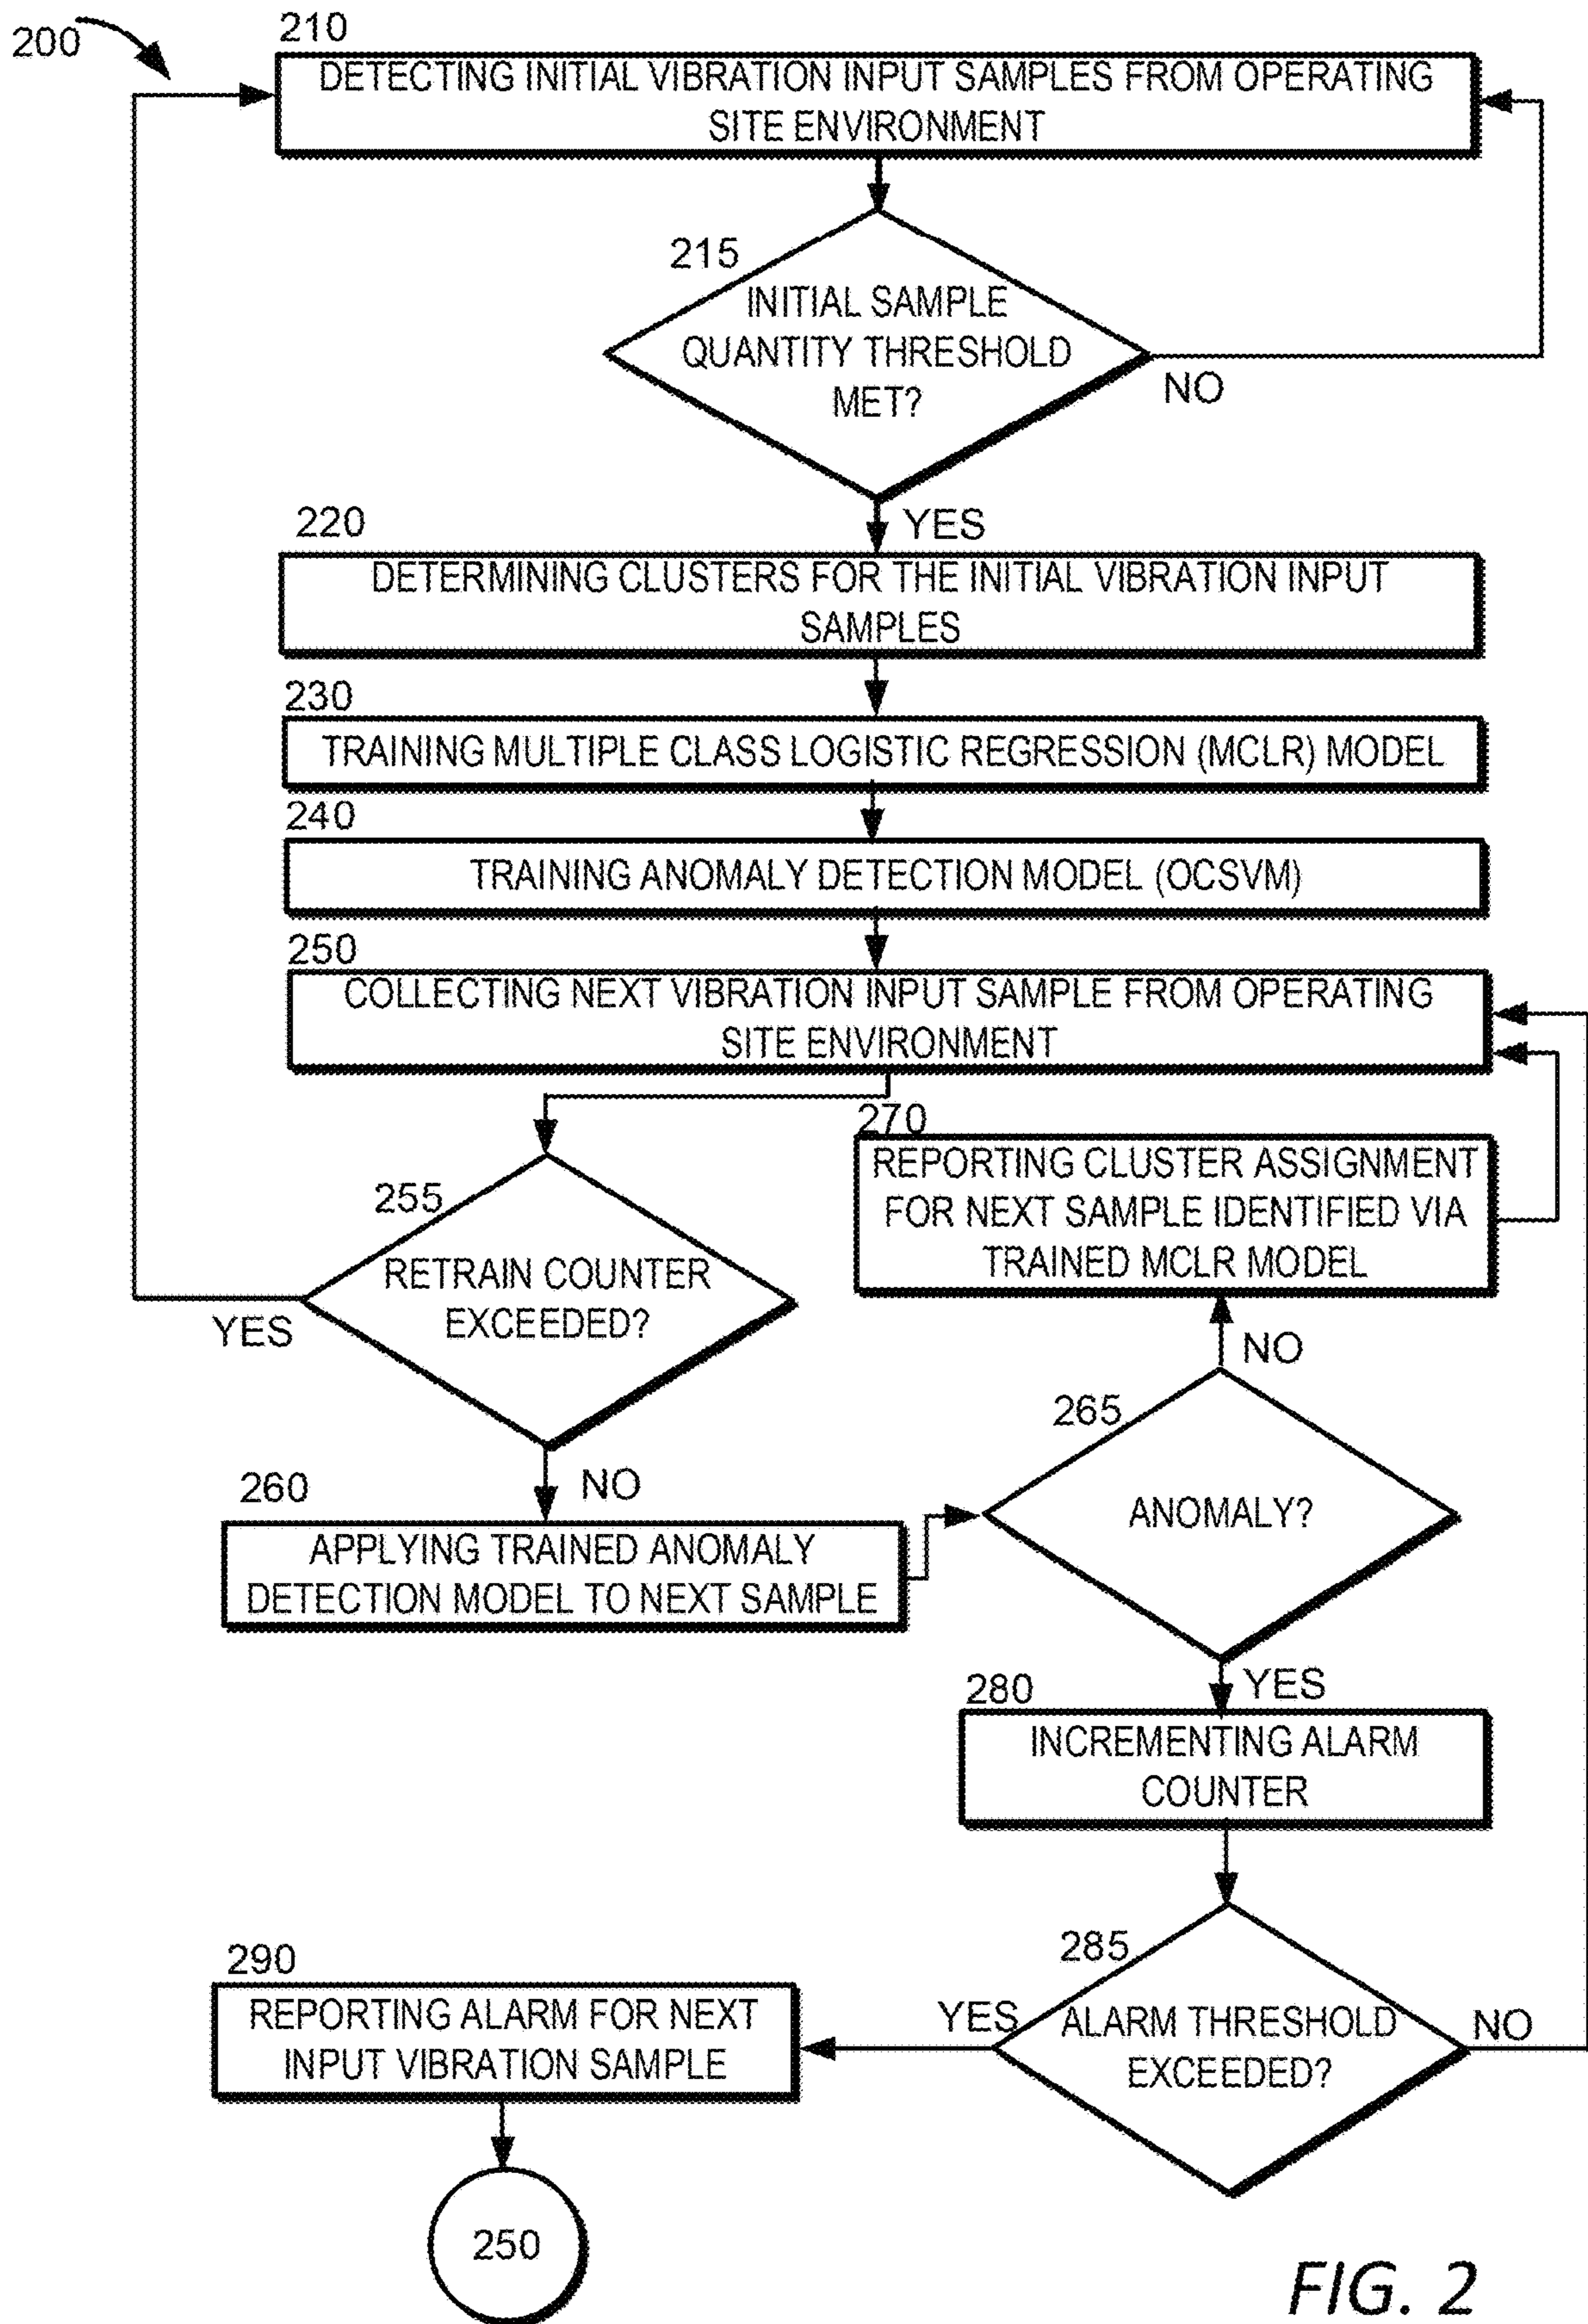 200
210
DETECTING INITIAL VIBRATION INPUT SAMPLES FROM OPERATING
SITE ENVIRONMENT
215
INITIAL SAMPLE
QUANTITY THRESHOLD
MET?
NO
YES
220
DETERMINING CLUSTERS FOR THE INITIAL VIBRATION INPUT
SAMPLES
230
TRAINING MULTIPLE CLASS LOGISTIC REGRESSION (MCLR) MODEL
240
TRAINING ANOMALY DETECTION MODEL (OCSVM)
250
COLLECTING NEXT VIBRATION INPUT SAMPLE FROM OPERATING
SITE ENVIRONMENT
255
RETRAIN COUNTER
EXCEEDED?
YES
NO
270
REPORTING CLUSTER ASSIGNMENT
FOR NEXT SAMPLE IDENTIFIED VIA
TRAINED MCLR MODEL
260
APPLYING TRAINED ANOMALY
DETECTION MODEL TO NEXT SAMPLE
265
ANOMALY?
NO
YES
280
INCREMENTING ALARM
COUNTER
285
ALARM THRESHOLD
EXCEEDED?
YES
NO
290
REPORTING ALARM FOR NEXT
INPUT VIBRATION SAMPLE
250
FIG. 2